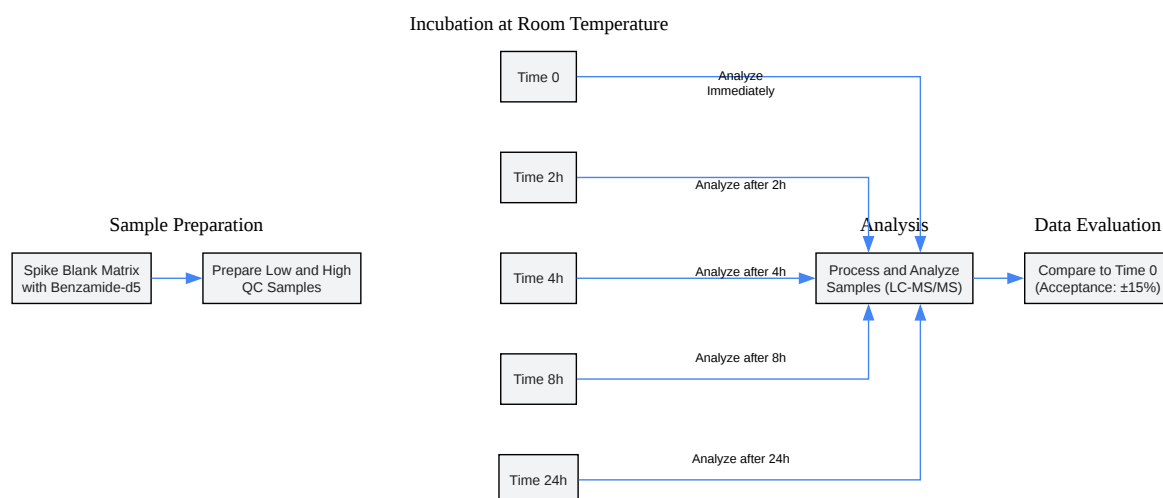 Incubation at Room Temperature
Time 0
Analyze
Immediately
Time 2h
Analyze after 2h
Sample Preparation
Analysis
Data Evaluation
Spike Blank Matrix
with Benzamide-d5
Prepare Low and High
QC Samples
Time 4h
Analyze after 4h
Process and Analyze
Samples (LC-MS/MS)
Compare to Time 0
(Acceptance: ±15%)
Time 8h
Analyze after 8h
Time 24h
Analyze after 24h